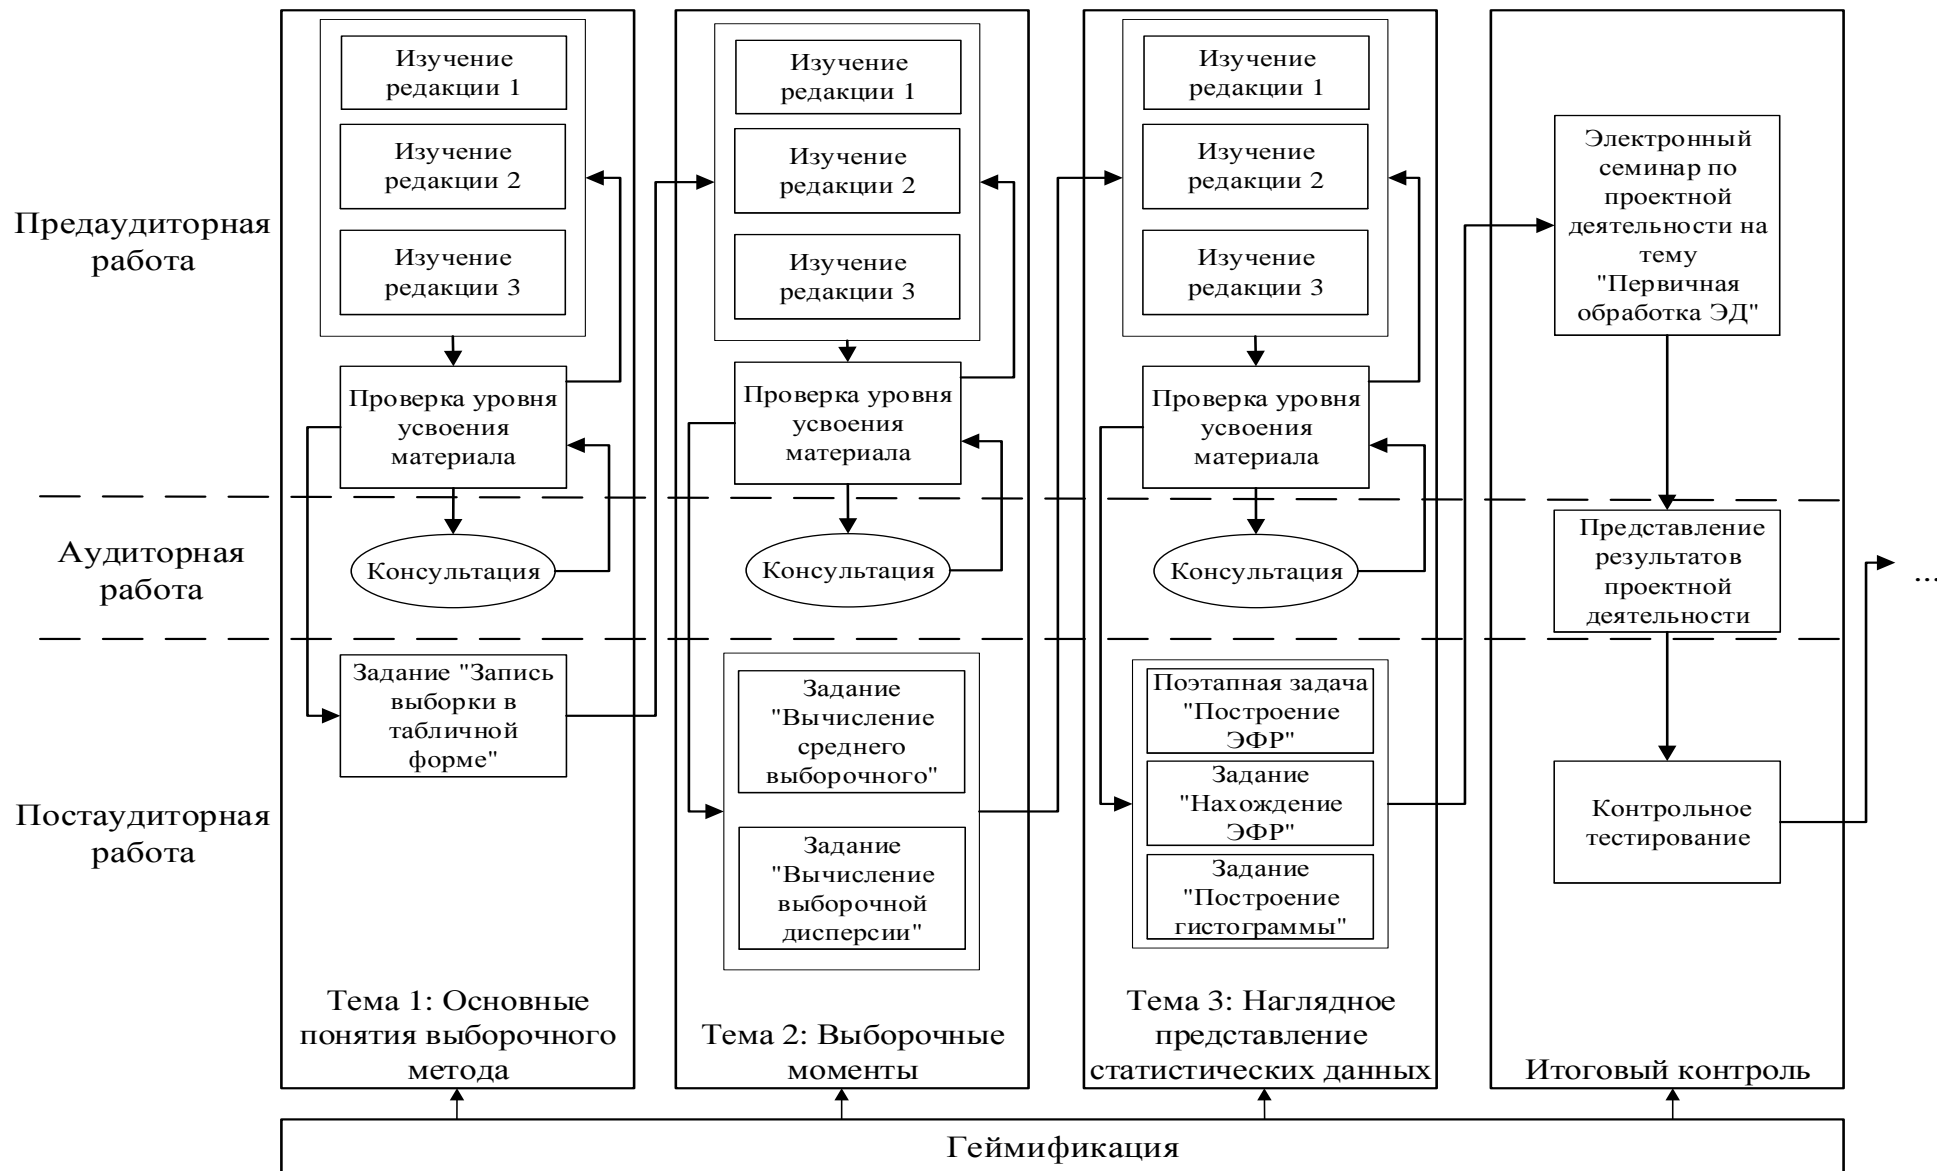 Предаудиторная
работа
Аудиторная
работа
Постаудиторная
работа
Изучение
редакции 1
Изучение
редакции 2
Изучение
редакции 3
Проверка уровня
усвоения
материала
Консультация
Задание "Запись
выборки в
табличной
форме"
Тема 1: Основные
понятия выборочного
метода
Изучение
редакции 1
Изучение
редакции 2
Изучение
редакции 3
Проверка уровня
усвоения
материала
Консультация
Задание
"Вычисление
среднего
выборочного"
Задание
"Вычисление
выборочной
дисперсии"
Тема 2: Выборочные
моменты
Изучение
редакции 1
Изучение
редакции 2
Изучение
редакции 3
Проверка уровня
усвоения
материала
Консультация
Поэтапная задача
"Построение
ЭФР"
Задание
"Нахождение
ЭФР"
Задание
"Построение
гистограммы"
Тема 3: Наглядное
представление
статистических данных
Электронный
семинар по
проектной
деятельности на
тему
"Первичная
обработка ЭД"
Представление
результатов
проектной
деятельности
Контрольное
тестирование
Итоговый контроль
...
Геймификация